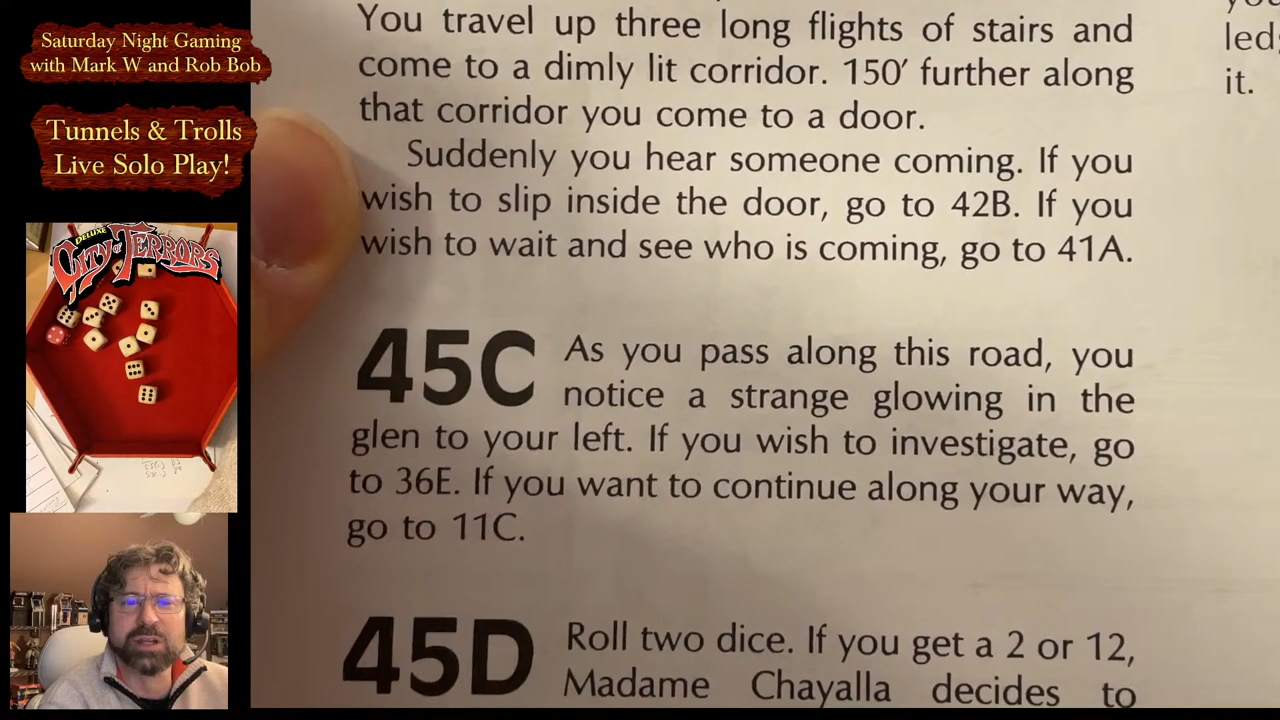 Saturday Night Gaming
with Mark W and Rob Bob
Tunnels & Trolls
Live Solo Play!
DELUXE
CITY OF TERRORS
You travel up three long flights of stairs and
come to a dimly lit corridor. 150′ further along
that corridor you come to a door.
Suddenly you hear someone coming. If you
wish to slip inside the door, go to 42B. If you
wish to wait and see who is coming, go to 41A.
45C As you pass along this road, you
notice a strange glowing in the
glen to your left. If you wish to investigate, go
to 36E. If you want to continue along your way,
go to 11C.
45D Roll two dice. If you get a 2 or 12,
Madame Chayalla decides to
led
it.